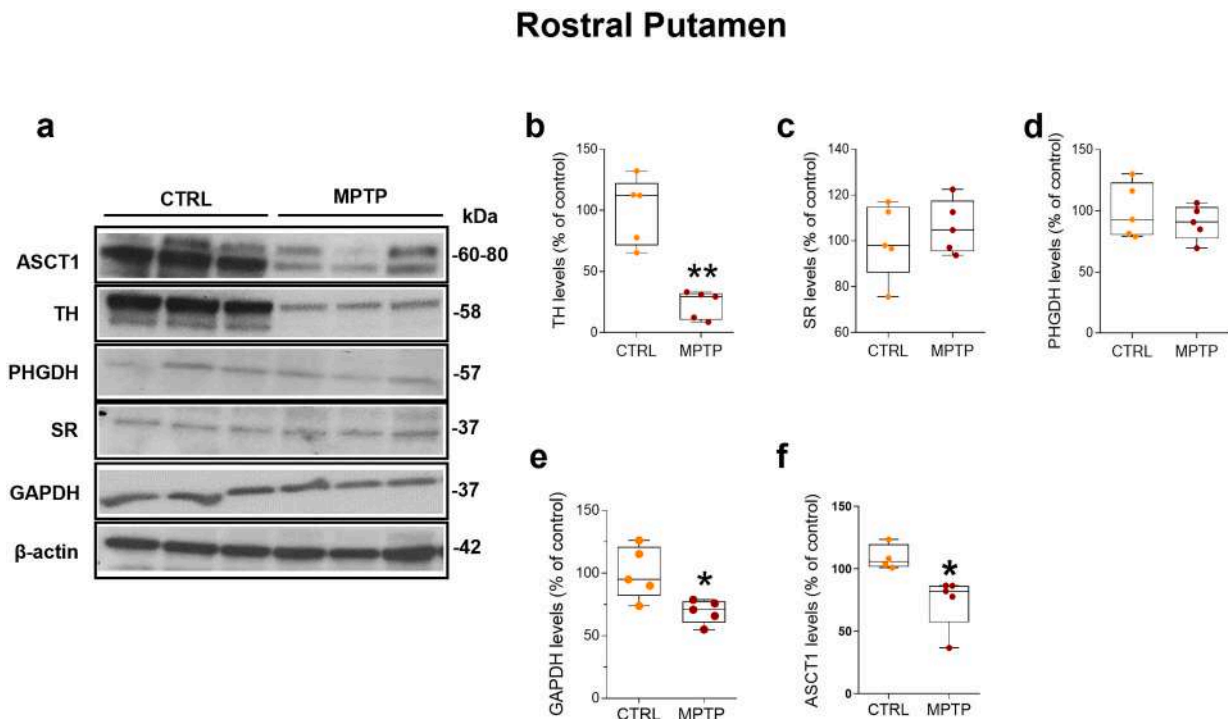 Rostral Putamen
a
CTRL MPTP
kDa
ASCT1 -60-80
TH -58
PHGDH -57
SR -37
GAPDH -37
β-actin -42
b
TH levels (% of control)
150
100
50
0
**
CTRL MPTP
c
SR levels (% of control)
140
120
100
80
60
CTRL MPTP
d
PHGDH levels (% of control)
150
100
50
0
CTRL MPTP
e
GAPDH levels (% of control)
150
100
50
0
*
CTRL MPTP
f
ASCT1 levels (% of control)
150
100
50
0
*
CTRL MPTP